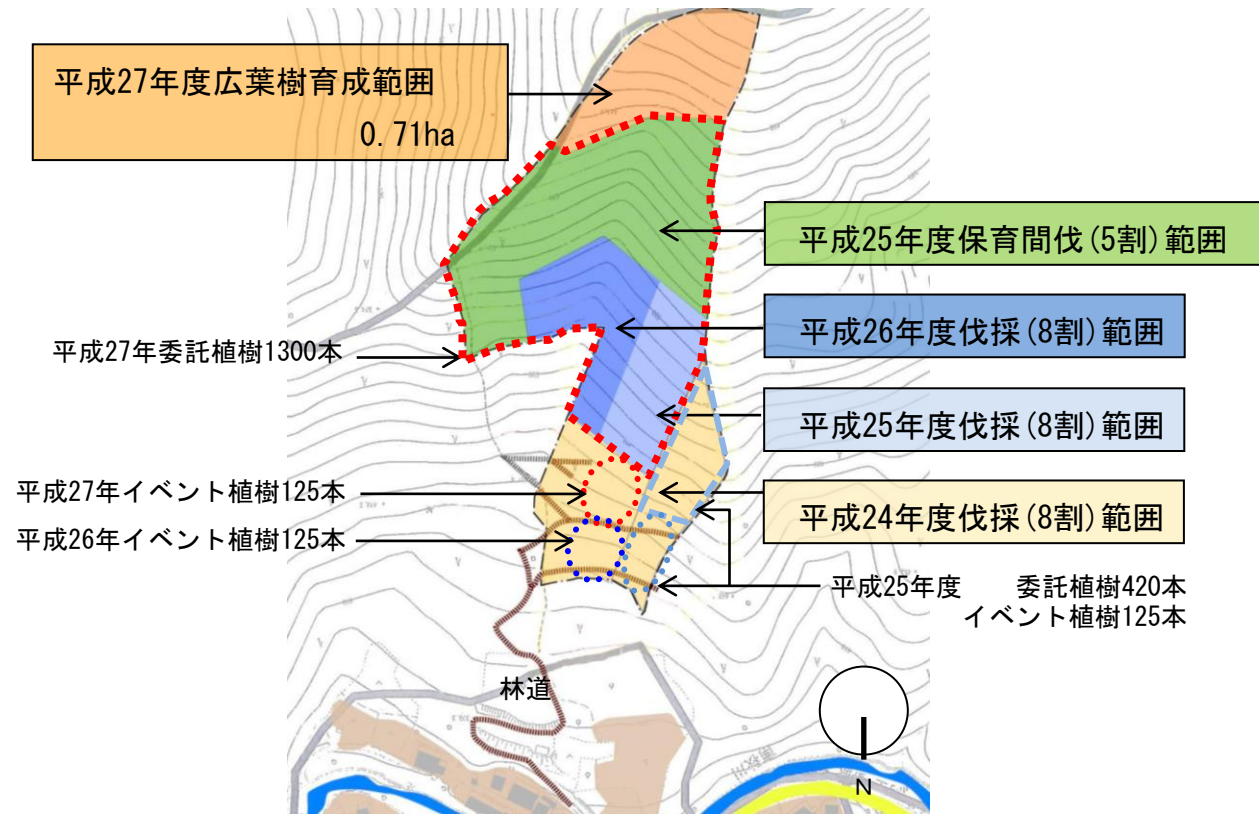 平成27年度広葉樹育成範囲
0.71ha
平成25年度保育間伐(5割)範囲
平成26年度伐採(8割)範囲
平成27年委託植樹1300本
平成25年度伐採(8割)範囲
平成27年イベント植樹125本
平成24年度伐採(8割)範囲
平成26年イベント植樹125本
平成25年度 委託植樹420本
イベント植樹125本
林道
N